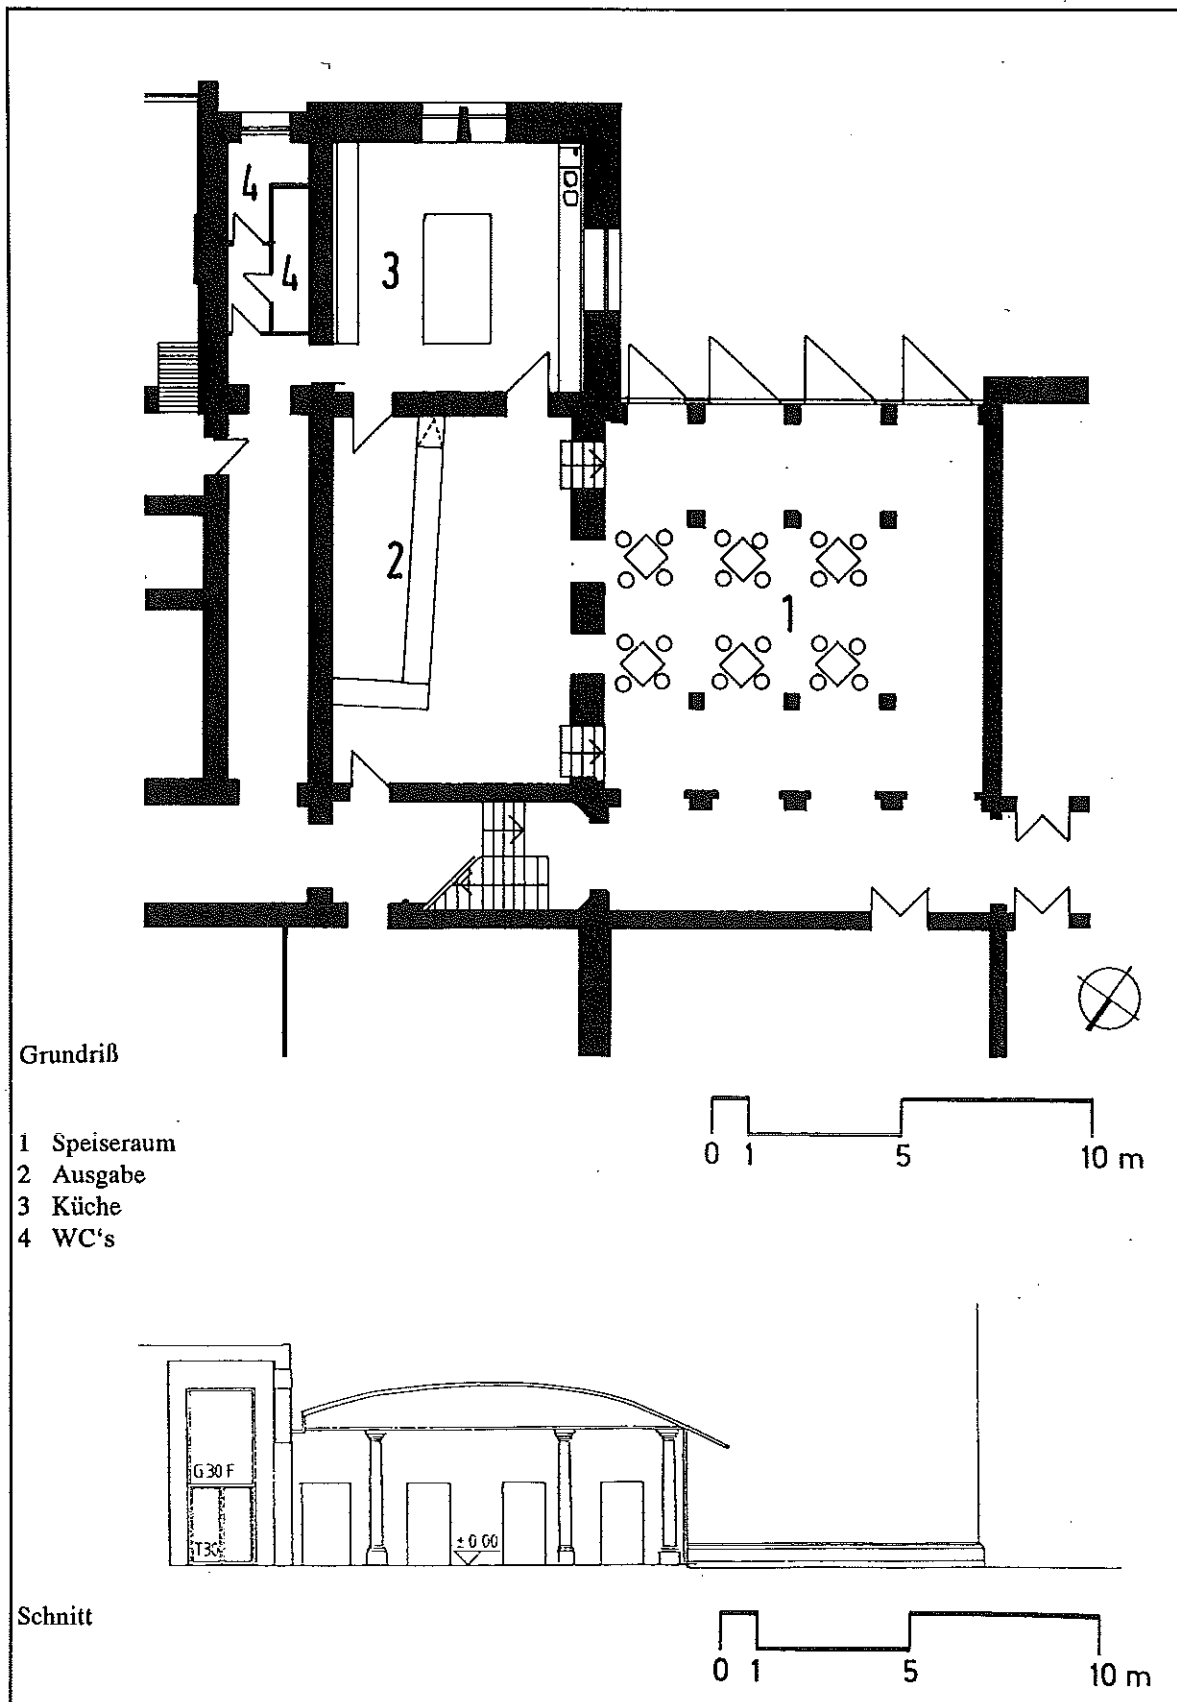 4
4
3
2
1
Grundriß
0 1 5 10 m
1 Speiseraum
2 Ausgabe
3 Küche
4 WC‘s
G 30 F
T30
± 0 00
Schnitt
0 1 5 10 m